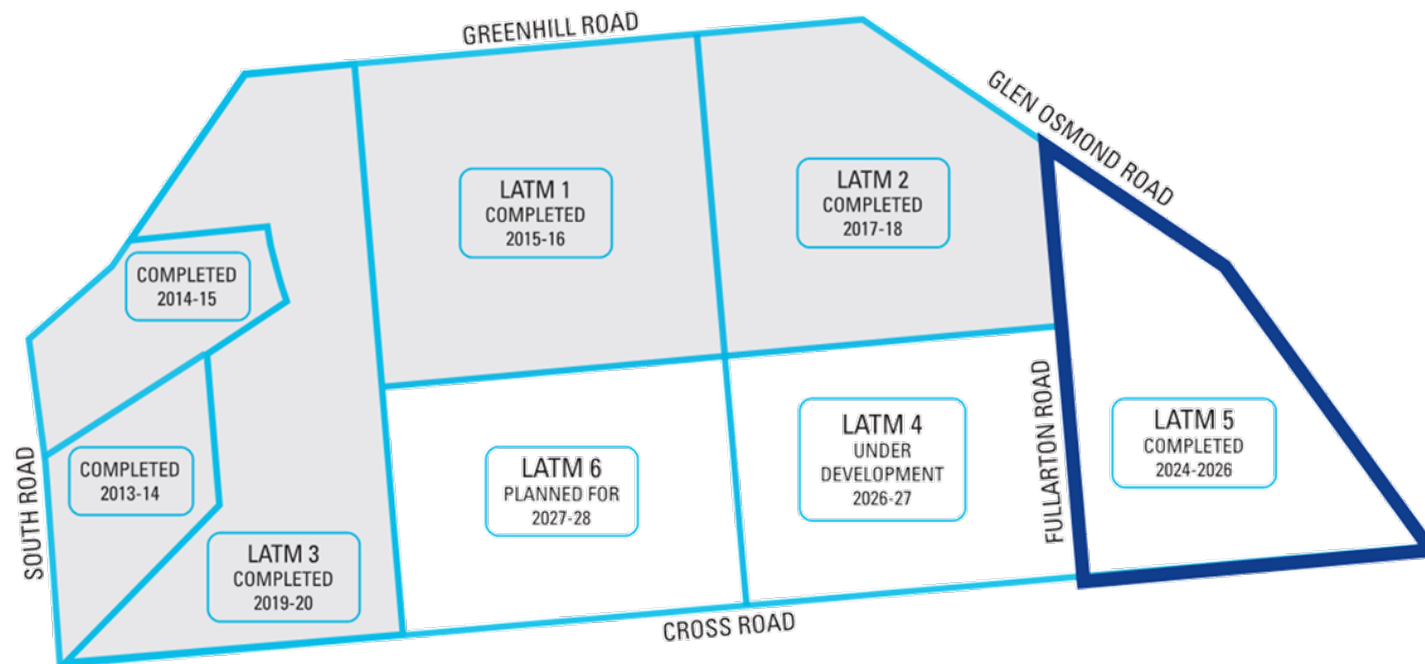 GREENHILL ROAD
GLEN OSMOND ROAD
LATM 1
COMPLETED
2015-16
LATM 2
COMPLETED
2017-18
COMPLETED
2014-15
FULLARTON ROAD
LATM 5
COMPLETED
2024-2026
LATM 4
UNDER
DEVELOPMENT
2026-27
LATM 6
PLANNED FOR
2027-28
COMPLETED
2013-14
SOUTH ROAD
LATM 3
COMPLETED
2019-20
CROSS ROAD